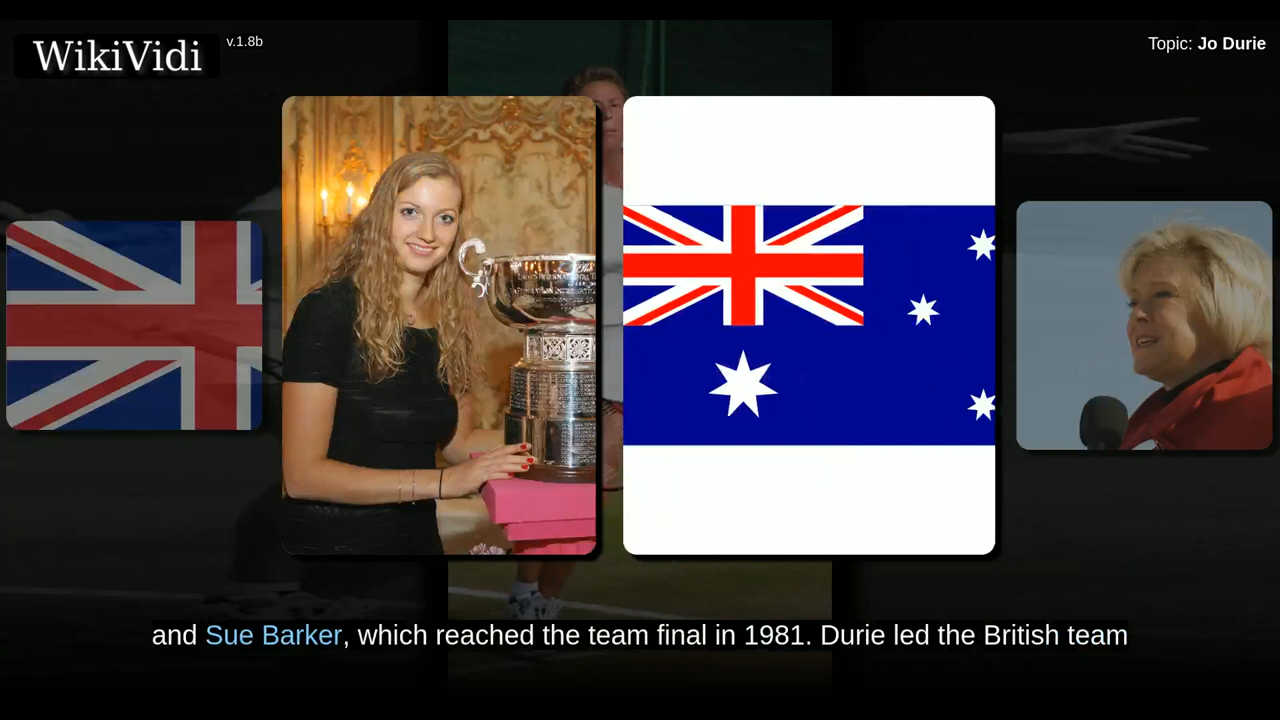 WikiVidi v.1.8b
Topic: Jo Durie
and Sue Barker, which reached the team final in 1981. Durie led the British team